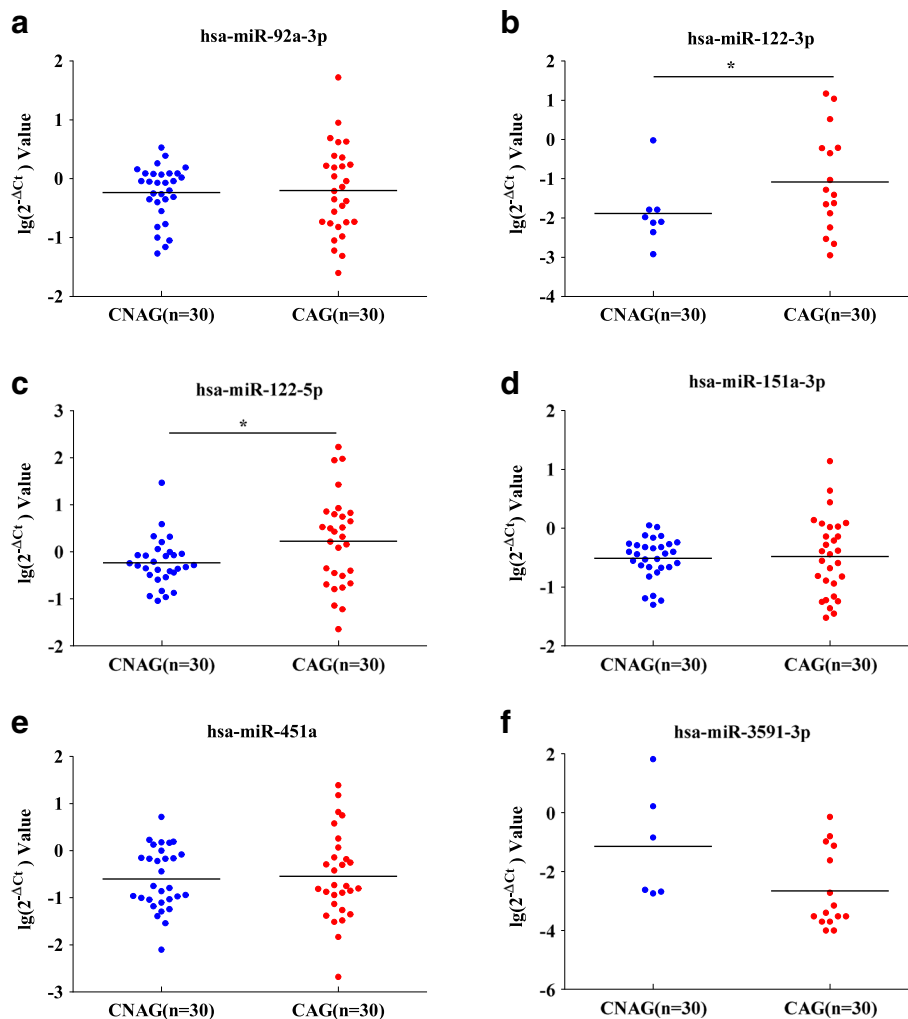 a
hsa-miR-92a-3p
lg(2^-ΔCt ) Value
2
1
0
-1
-2
CNAG(n=30) CAG(n=30)
b
hsa-miR-122-3p
*
lg(2^-ΔCt ) Value
2
1
0
-1
-2
-3
-4
CNAG(n=30) CAG(n=30)
c
hsa-miR-122-5p
*
lg(2^-ΔCt ) Value
3
2
1
0
-1
-2
CNAG(n=30) CAG(n=30)
d
hsa-miR-151a-3p
lg(2^-ΔCt) Value
2
1
0
-1
-2
CNAG(n=30) CAG(n=30)
e
hsa-miR-451a
lg(2^-ΔCt ) Value
2
1
0
-1
-2
-3
CNAG(n=30) CAG(n=30)
f
hsa-miR-3591-3p
lg(2^-ΔCt) Value
2
0
-2
-4
-6
CNAG(n=30) CAG(n=30)